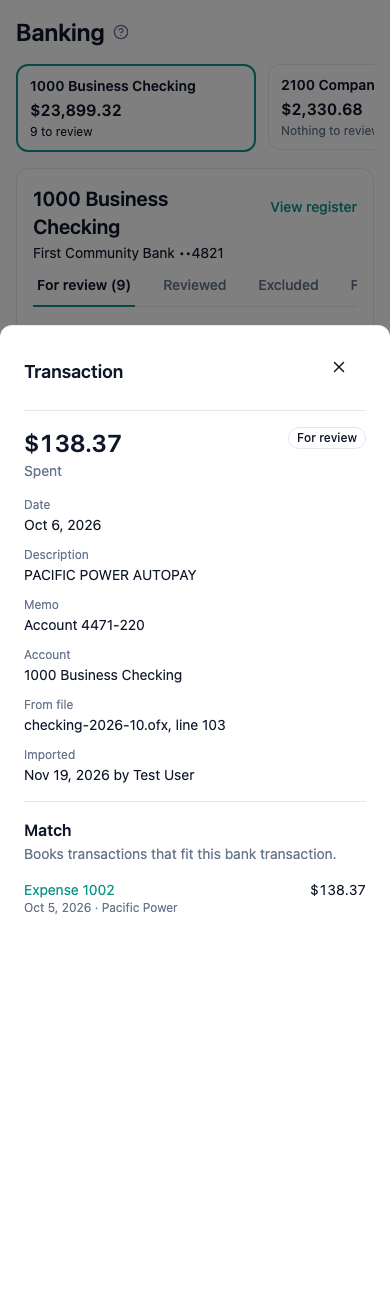 Banking
1000 Business Checking
$23,899.32
9 to review
2100 Compan
$2,330.68
Nothing to review
1000 Business
Checking
View register
First Community Bank ••4821
For review (9)
Reviewed
Excluded
F
Transaction
$138.37
For review
Spent
Date
Oct 6, 2026
Description
PACIFIC POWER AUTOPAY
Memo
Account 4471-220
Account
1000 Business Checking
From file
checking-2026-10.ofx, line 103
Imported
Nov 19, 2026 by Test User
Match
Books transactions that fit this bank transaction.
Expense 1002
$138.37
Oct 5, 2026 · Pacific Power